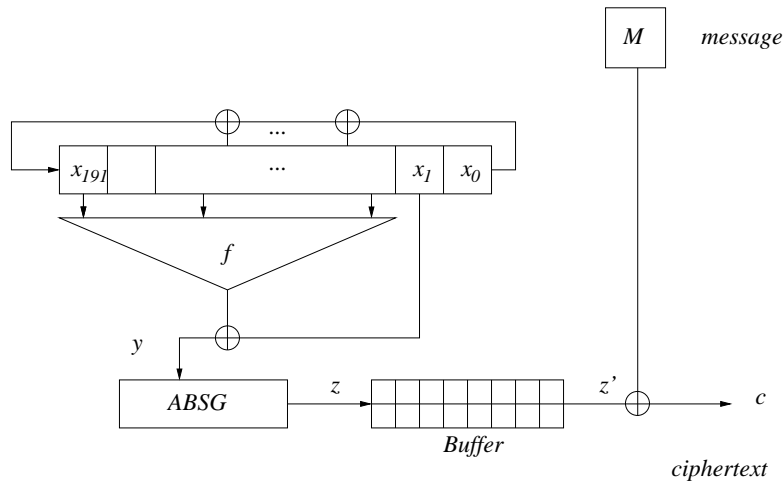 M message
...
x191 ... x1 x0
f
y
ABSG z z' c
Buffer
ciphertext